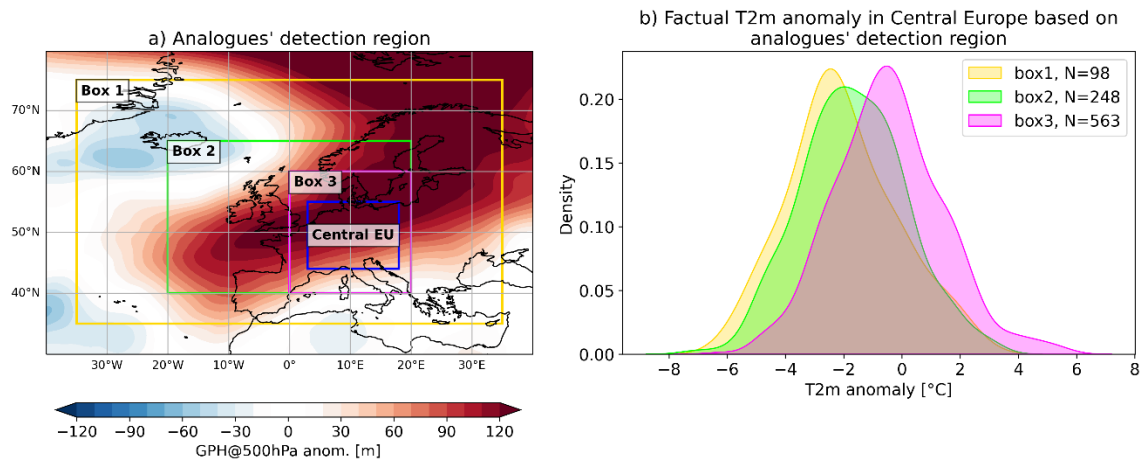 a) Analogues' detection region
Box 1
Box 2
Box 3
Central EU
70°N
60°N
50°N
40°N
30°W 20°W 10°W 0° 10°E 20°E 30°E
−120 −90 −60 −30 0 30 60 90 120
GPH@500hPa anom. [m]
b) Factual T2m anomaly in Central Europe based on
analogues' detection region
box1, N=98
box2, N=248
box3, N=563
Density
0.20
0.15
0.10
0.05
0.00
−8 −6 −4 −2 0 2 4 6 8
T2m anomaly [°C]